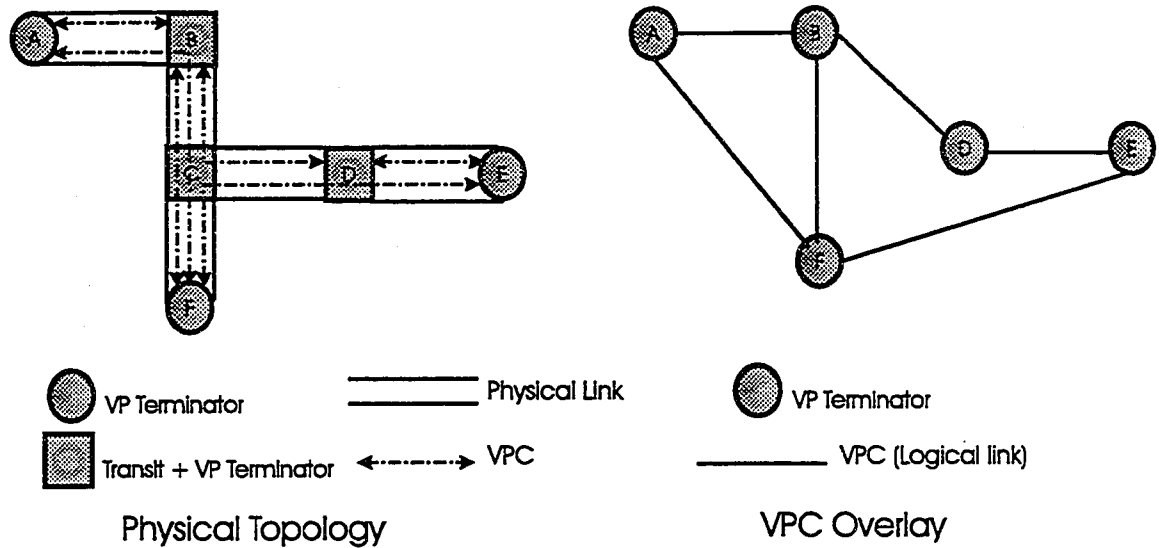 A B A B
C D E D E
F F
VP Terminator Physical Link VP Terminator
Transit + VP Terminator VPC VPC (Logical link)
Physical Topology VPC Overlay